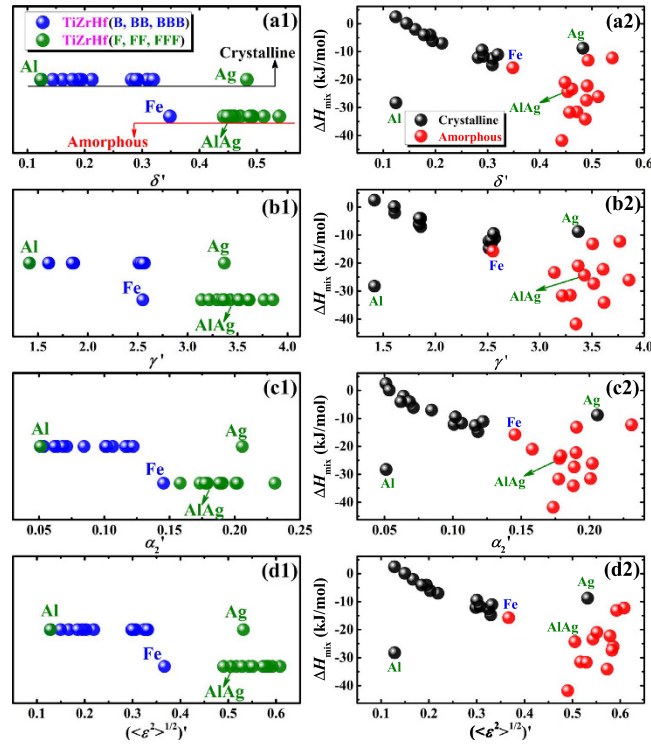 (a1)
TiZrHf(B, BB, BBB)
TiZrHf(F, FF, FFF)
Crystalline
Al
Ag
Fe
Amorphous
AlAg
0.1 0.2 0.3 0.4 0.5
δ'
(a2)
ΔHmix (kJ/mol)
0
-10
-20
-30
-40
Fe
Ag
Al
AlAg
Crystalline
Amorphous
0.1 0.2 0.3 0.4 0.5 0.6
δ'
(b1)
Al
Ag
Fe
AlAg
1.5 2.0 2.5 3.0 3.5 4.0
γ'
(b2)
ΔHmix (kJ/mol)
0
-10
-20
-30
-40
-50
Ag
Fe
Al
AlAg
1.5 2.0 2.5 3.0 3.5 4.0
γ'
(c1)
Al
Ag
Fe
AlAg
0.05 0.10 0.15 0.20 0.25
α2'
(c2)
ΔHmix (kJ/mol)
0
-10
-20
-30
-40
Ag
Fe
Al
AlAg
0.05 0.10 0.15 0.20
α2'
(d1)
Al
Ag
Fe
AlAg
0.1 0.2 0.3 0.4 0.5 0.6
(<ε²>1/2)'
(d2)
ΔHmix (kJ/mol)
0
-10
-20
-30
-40
Ag
Fe
AlAg
Al
0.1 0.2 0.3 0.4 0.5 0.6
(<ε²>1/2)'